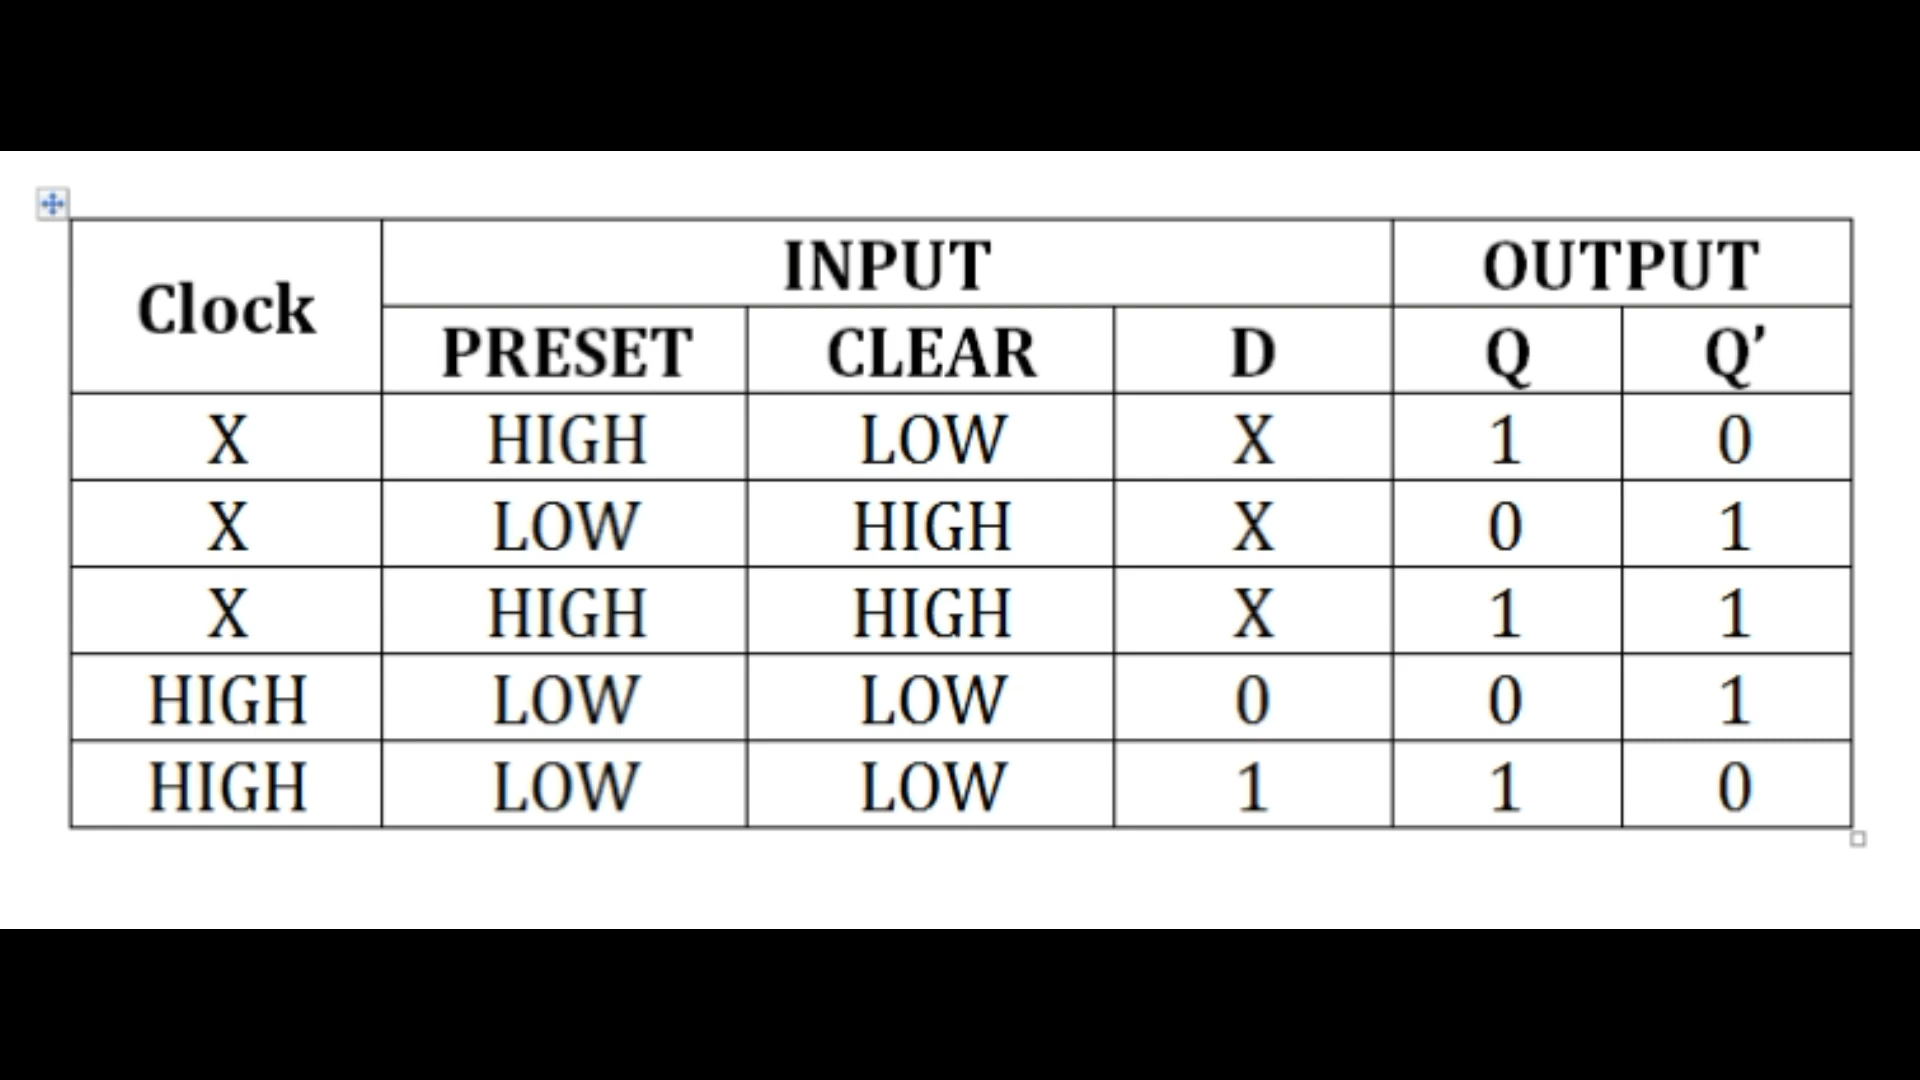 Clock INPUT OUTPUT
PRESET CLEAR D Q Q’
X HIGH LOW X 1 0
X LOW HIGH X 0 1
X HIGH HIGH X 1 1
HIGH LOW LOW 0 0 1
HIGH LOW LOW 1 1 0